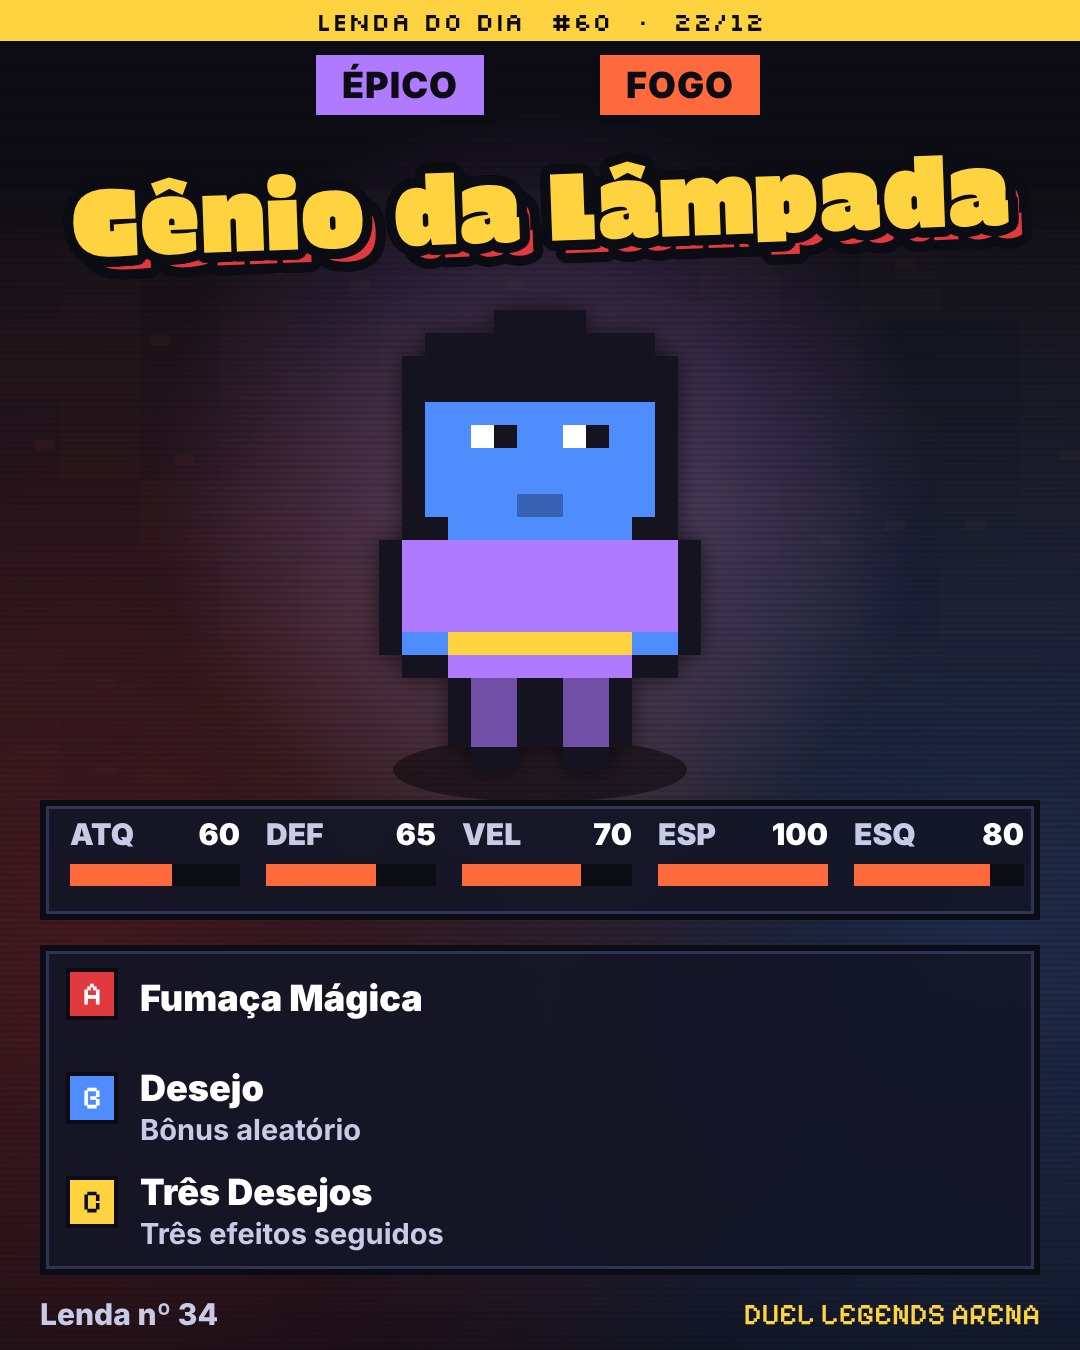 LENDA DO DIA #60 · 22/12
ÉPICO FOGO
Gênio da Lâmpada
ATQ 60 DEF 65 VEL 70 ESP 100 ESQ 80
A Fumaça Mágica
B Desejo
Bônus aleatório
C Três Desejos
Três efeitos seguidos
Lenda nº 34 DUEL LEGENDS ARENA